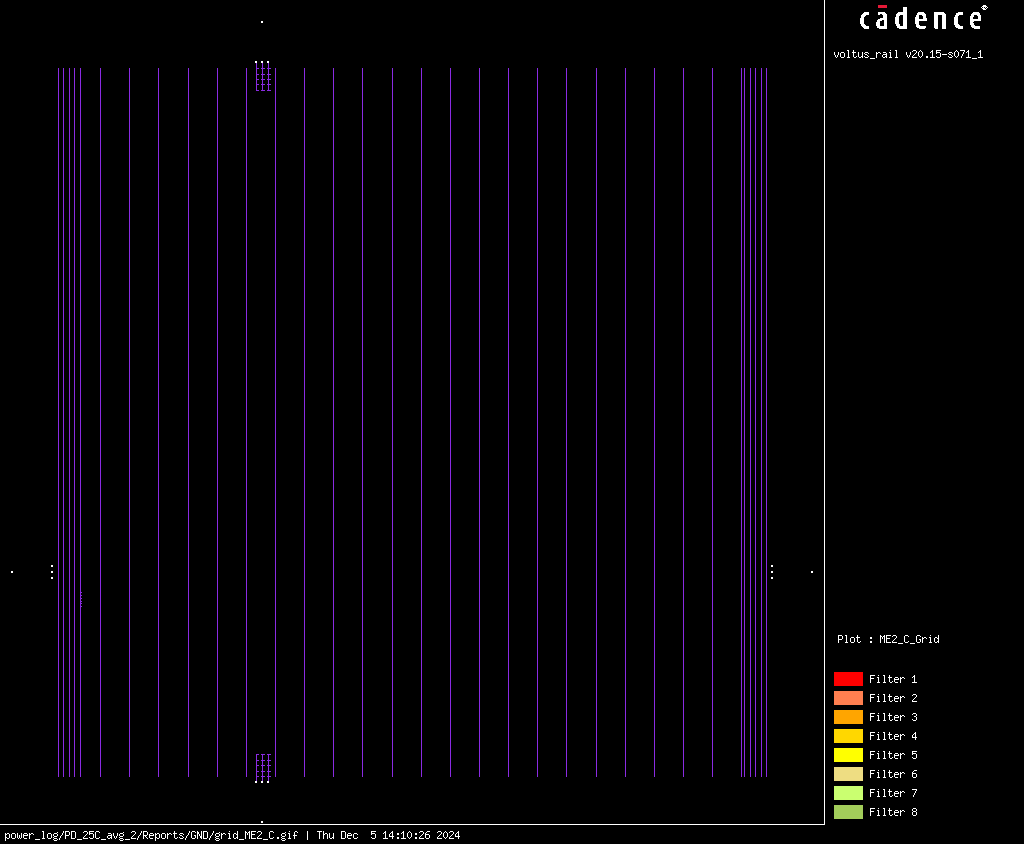 cādence®
voltus_rail v20.15-s071_1
Plot : ME2_C_Grid
Filter 1
Filter 2
Filter 3
Filter 4
Filter 5
Filter 6
Filter 7
Filter 8
power_log/PD_25C_avg_2/Reports/GND/grid_ME2_C.gif | Thu Dec  5 14:10:26 2024